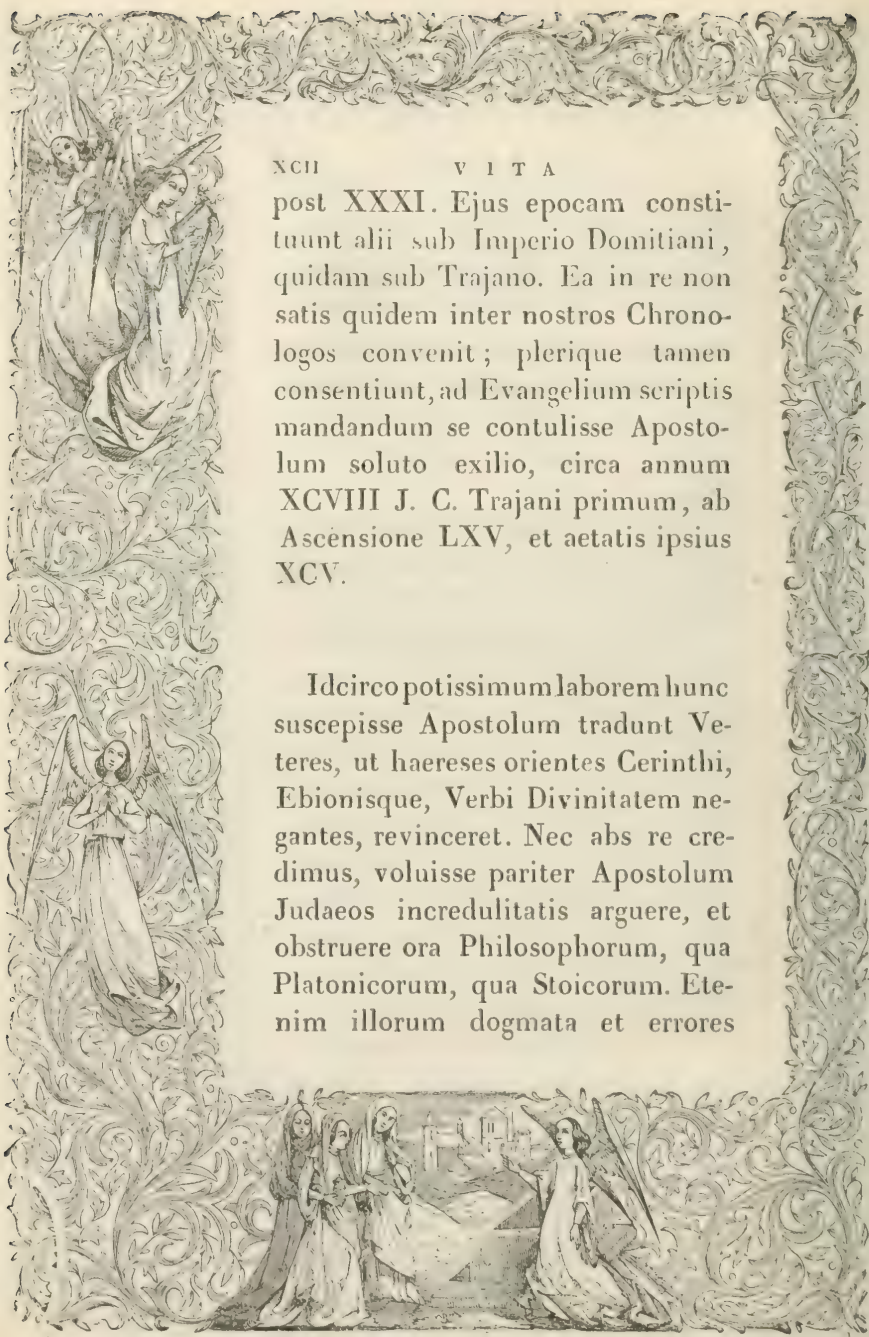 XCII VITA
post XXXI. Ejus epocam consti-
tuunt alii sub Imperio Domitiani,
quidam sub Trajano. Ea in re non
satis quidem inter nostros Chrono-
logos convenit; plerique tamen
consentiunt, ad Evangelium scriptis
mandandum se contulisse Aposto-
lum soluto exilio, circa annum
XCVIII J. C. Trajani primum, ab
Ascensione LXV, et aetatis ipsius
XCV.
Idcirco potissimum laborem hunc
suscepisse Apostolum tradunt Ve-
teres, ut haereses orientes Cerinthi,
Ebionisque, Verbi Divinitatem ne-
gantes, revinceret. Nec abs re cre-
dimus, voluisse pariter Apostolum
Judaeos incredulitatis arguere, et
obstruere ora Philosophorum, qua
Platonicorum, qua Stoicorum. Ete-
nim illorum dogmata et errores